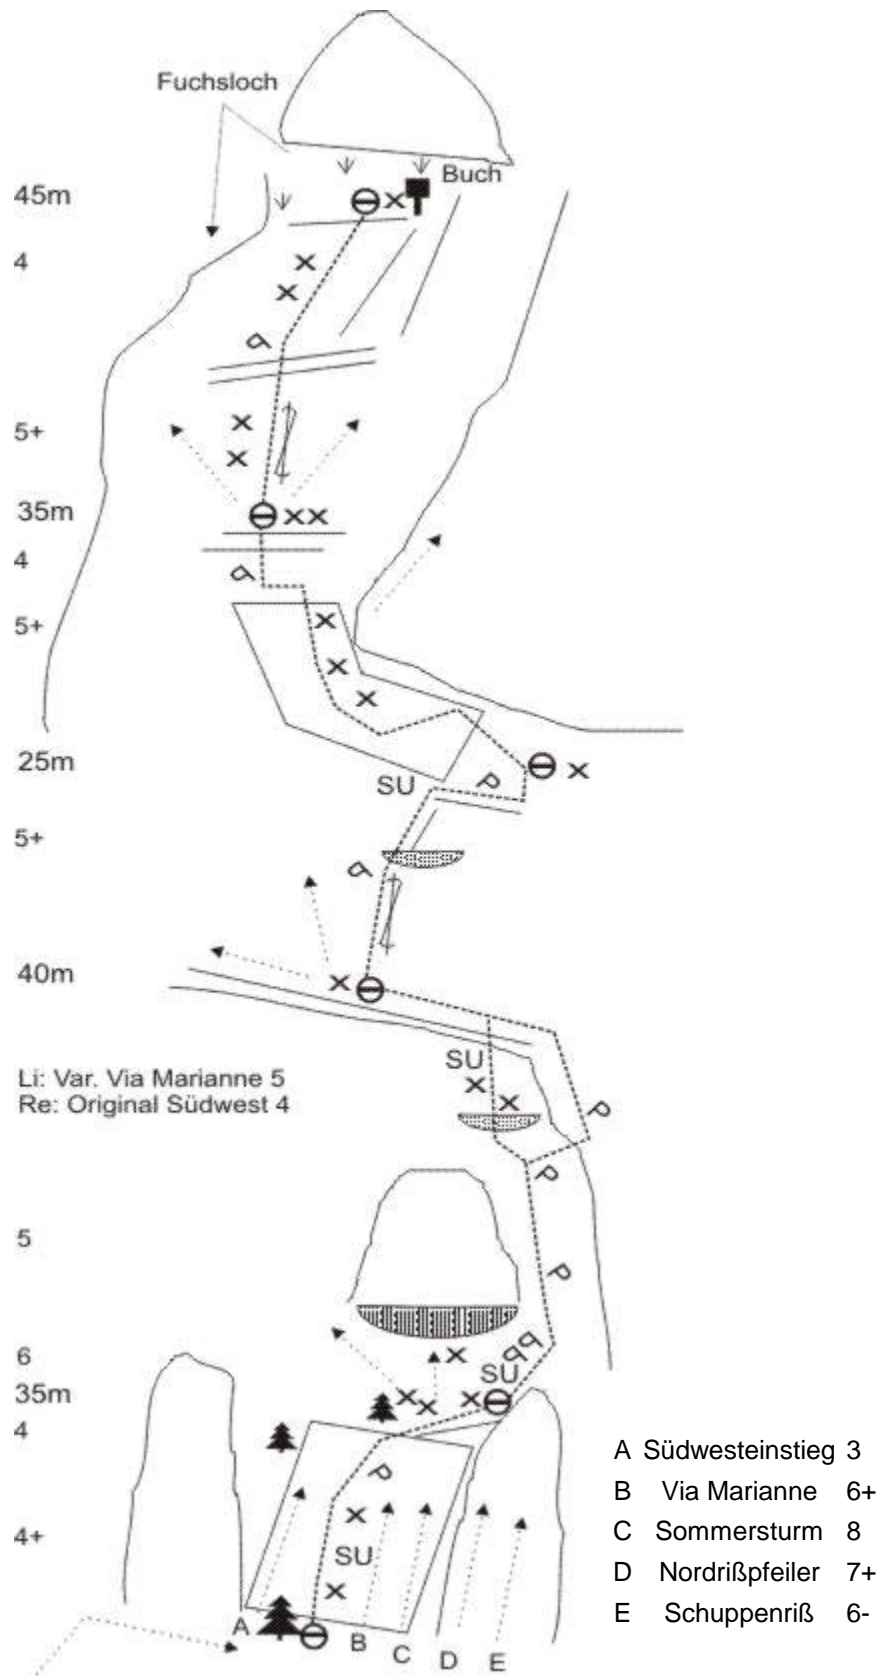 Fuchsloch
Buch
45m
4
5+
35m
4
5+
25m
SU
5+
40m
SU
Li: Var. Via Marianne 5
Re: Original Südwest 4
5
6
SU
35m
4
4+
SU
A B C D E
A Südwesteinstieg 3
B Via Marianne 6+
C Sommersturm 8
D Nordrißpfeiler 7+
E Schuppenriß 6-